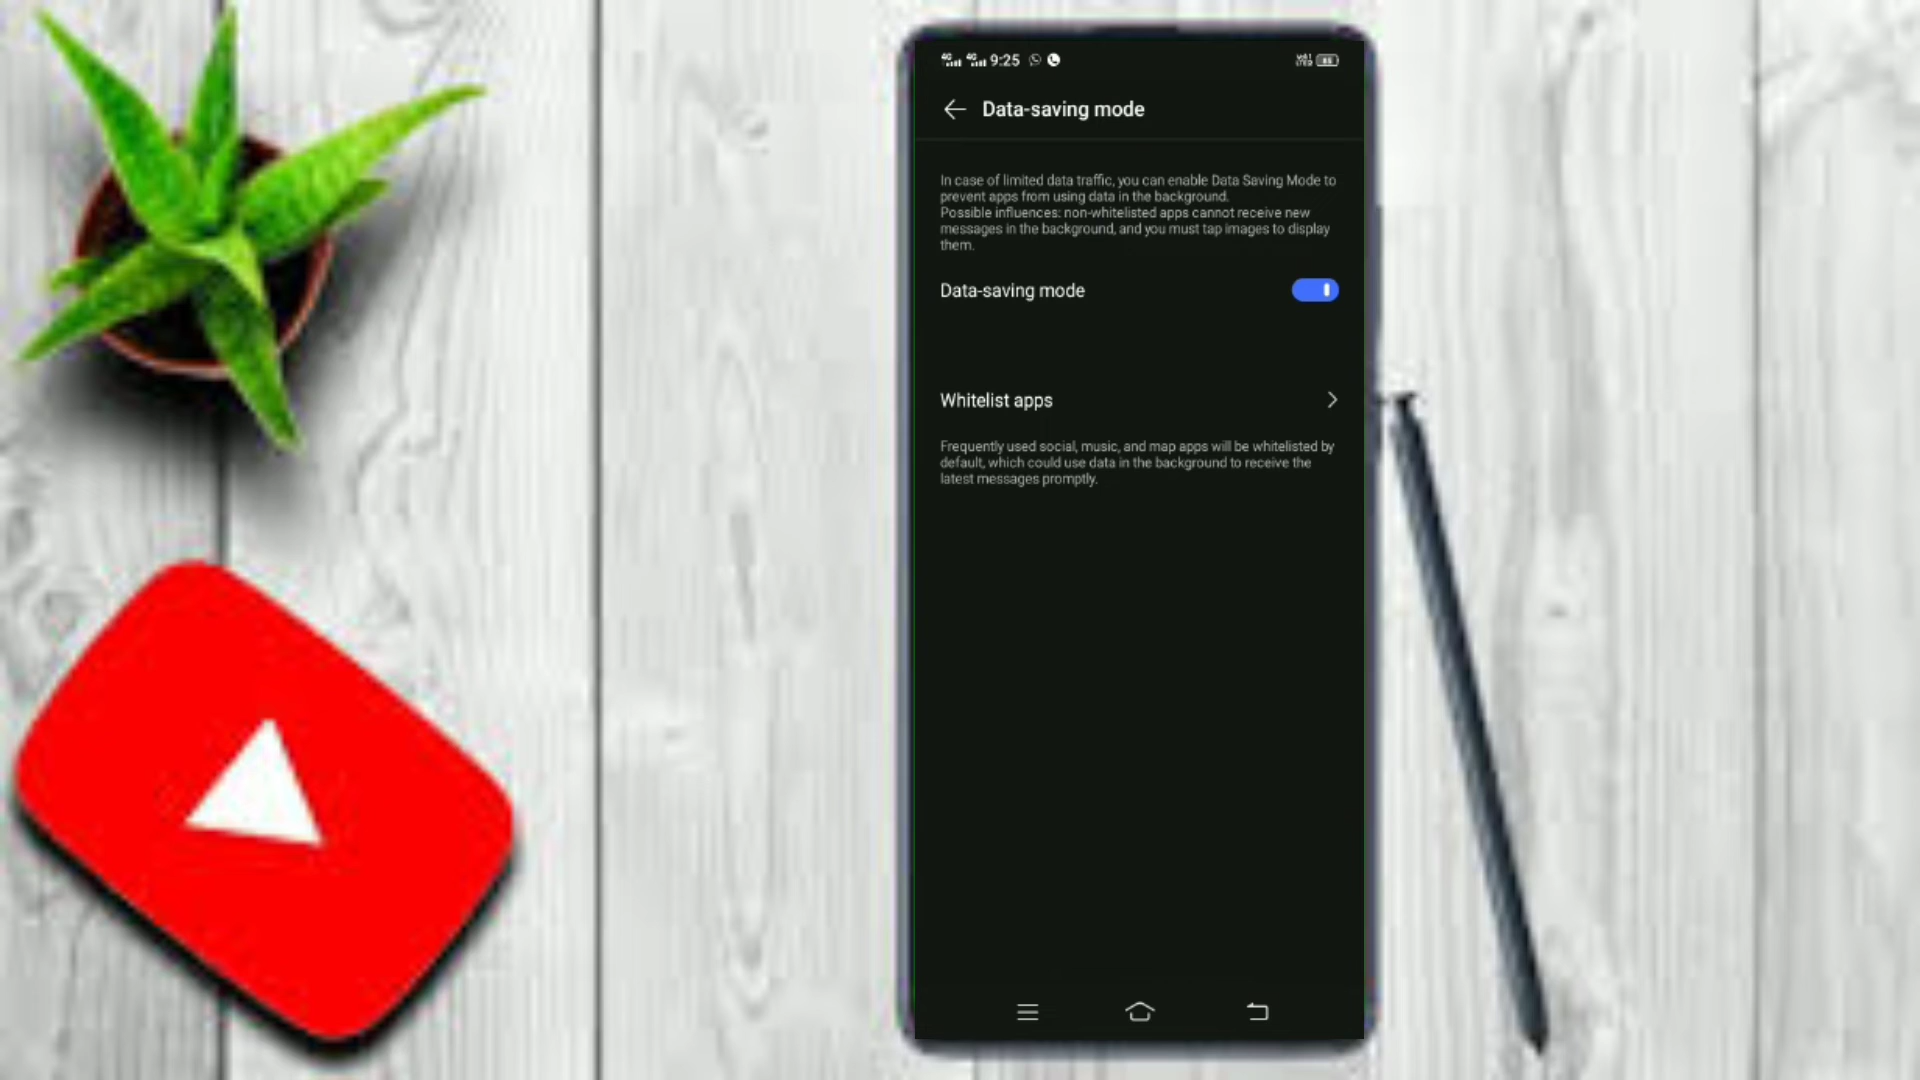 4G 4G 9:25
Data-saving mode
In case of limited data traffic, you can enable Data Saving Mode to
prevent apps from using data in the background.
Possible influences: non-whitelisted apps cannot receive new
messages in the background, and you must tap images to display
them.
Data-saving mode
Whitelist apps
Frequently used social, music, and map apps will be whitelisted by
default, which could use data in the background to receive the
latest messages promptly.